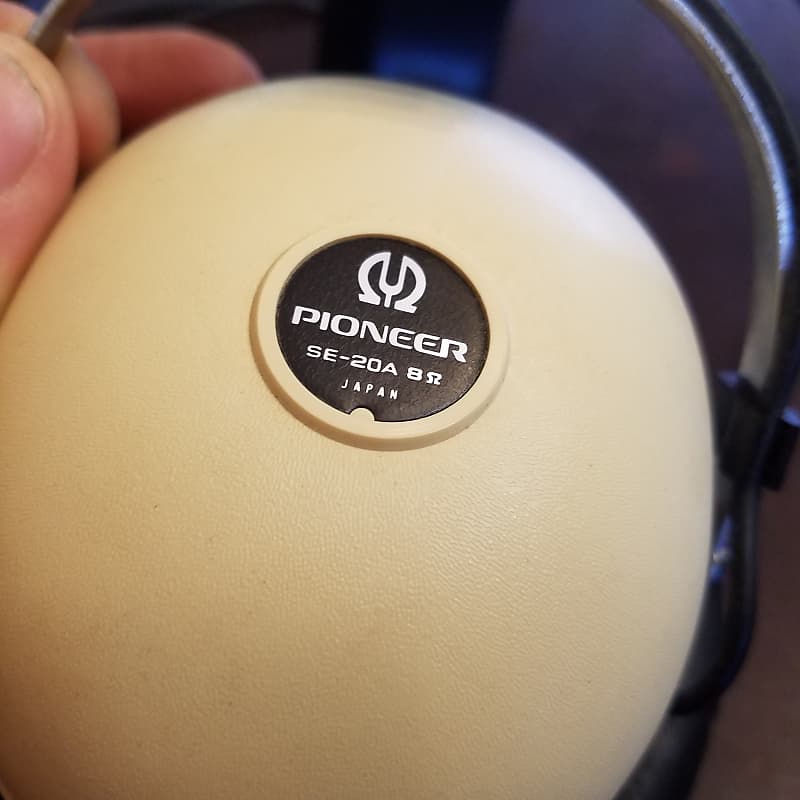 PIONEER
SE-20A 8Ω
JAPAN